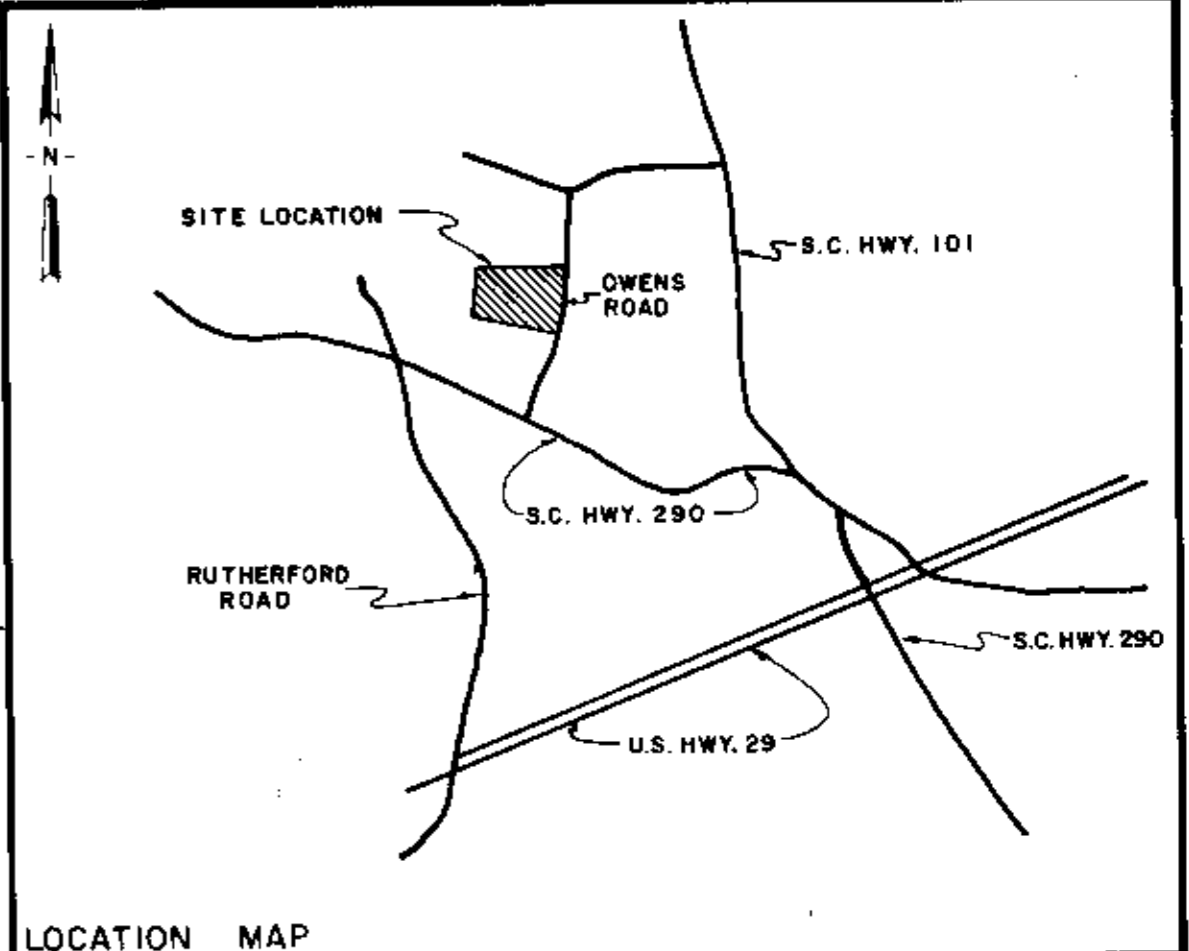 - N -
SITE LOCATION
S.C. HWY. 101
OWENS
ROAD
S.C. HWY. 290
RUTHERFORD
ROAD
S.C. HWY. 290
U.S. HWY. 29
LOCATION MAP